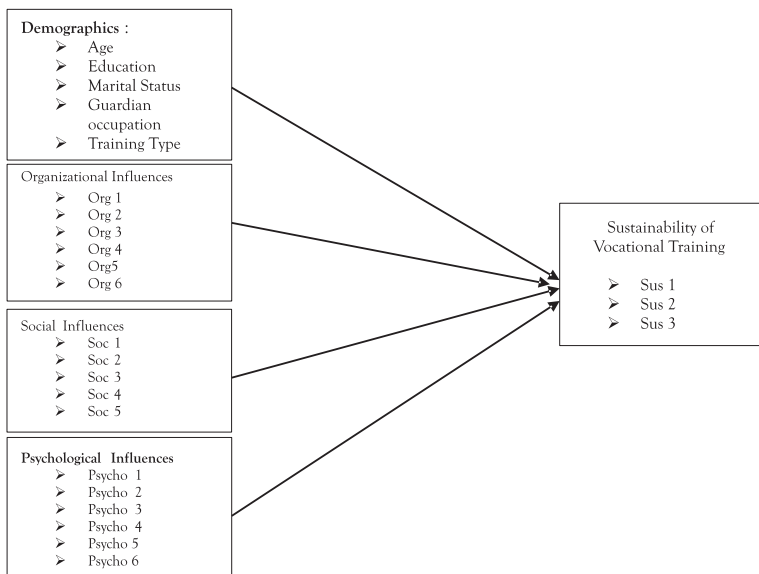 Demographics :
➢ Age
➢ Education
➢ Marital Status
➢ Guardian
occupation
➢ Training Type
Organizational Influences
➢ Org 1
➢ Org 2
➢ Org 3
➢ Org 4
➢ Org5
➢ Org 6
Social Influences
➢ Soc 1
➢ Soc 2
➢ Soc 3
➢ Soc 4
➢ Soc 5
Psychological Influences
➢ Psycho 1
➢ Psycho 2
➢ Psycho 3
➢ Psycho 4
➢ Psycho 5
➢ Psycho 6
Sustainability of
Vocational Training
➢ Sus 1
➢ Sus 2
➢ Sus 3